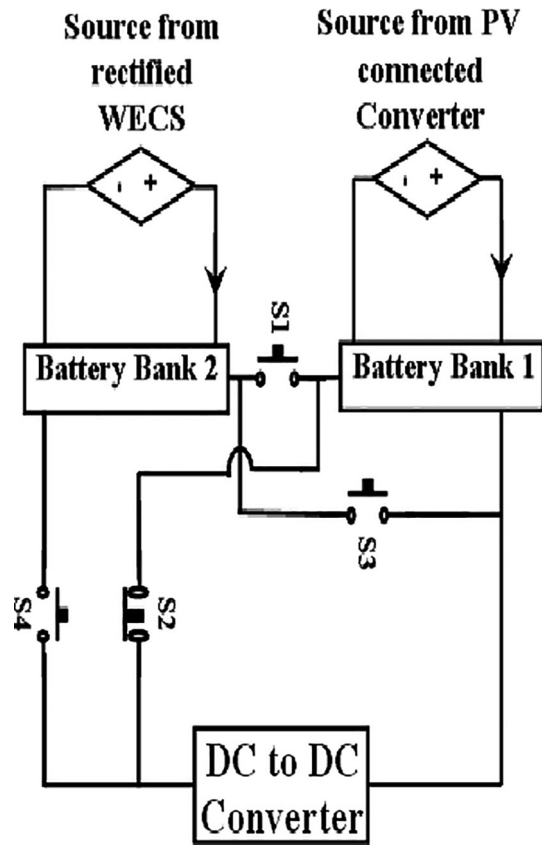 Source from
rectified
WECS
Source from PV
connected
Converter
- +
- +
S1
Battery Bank 2
Battery Bank 1
S3
S4
S2
DC to DC
Converter